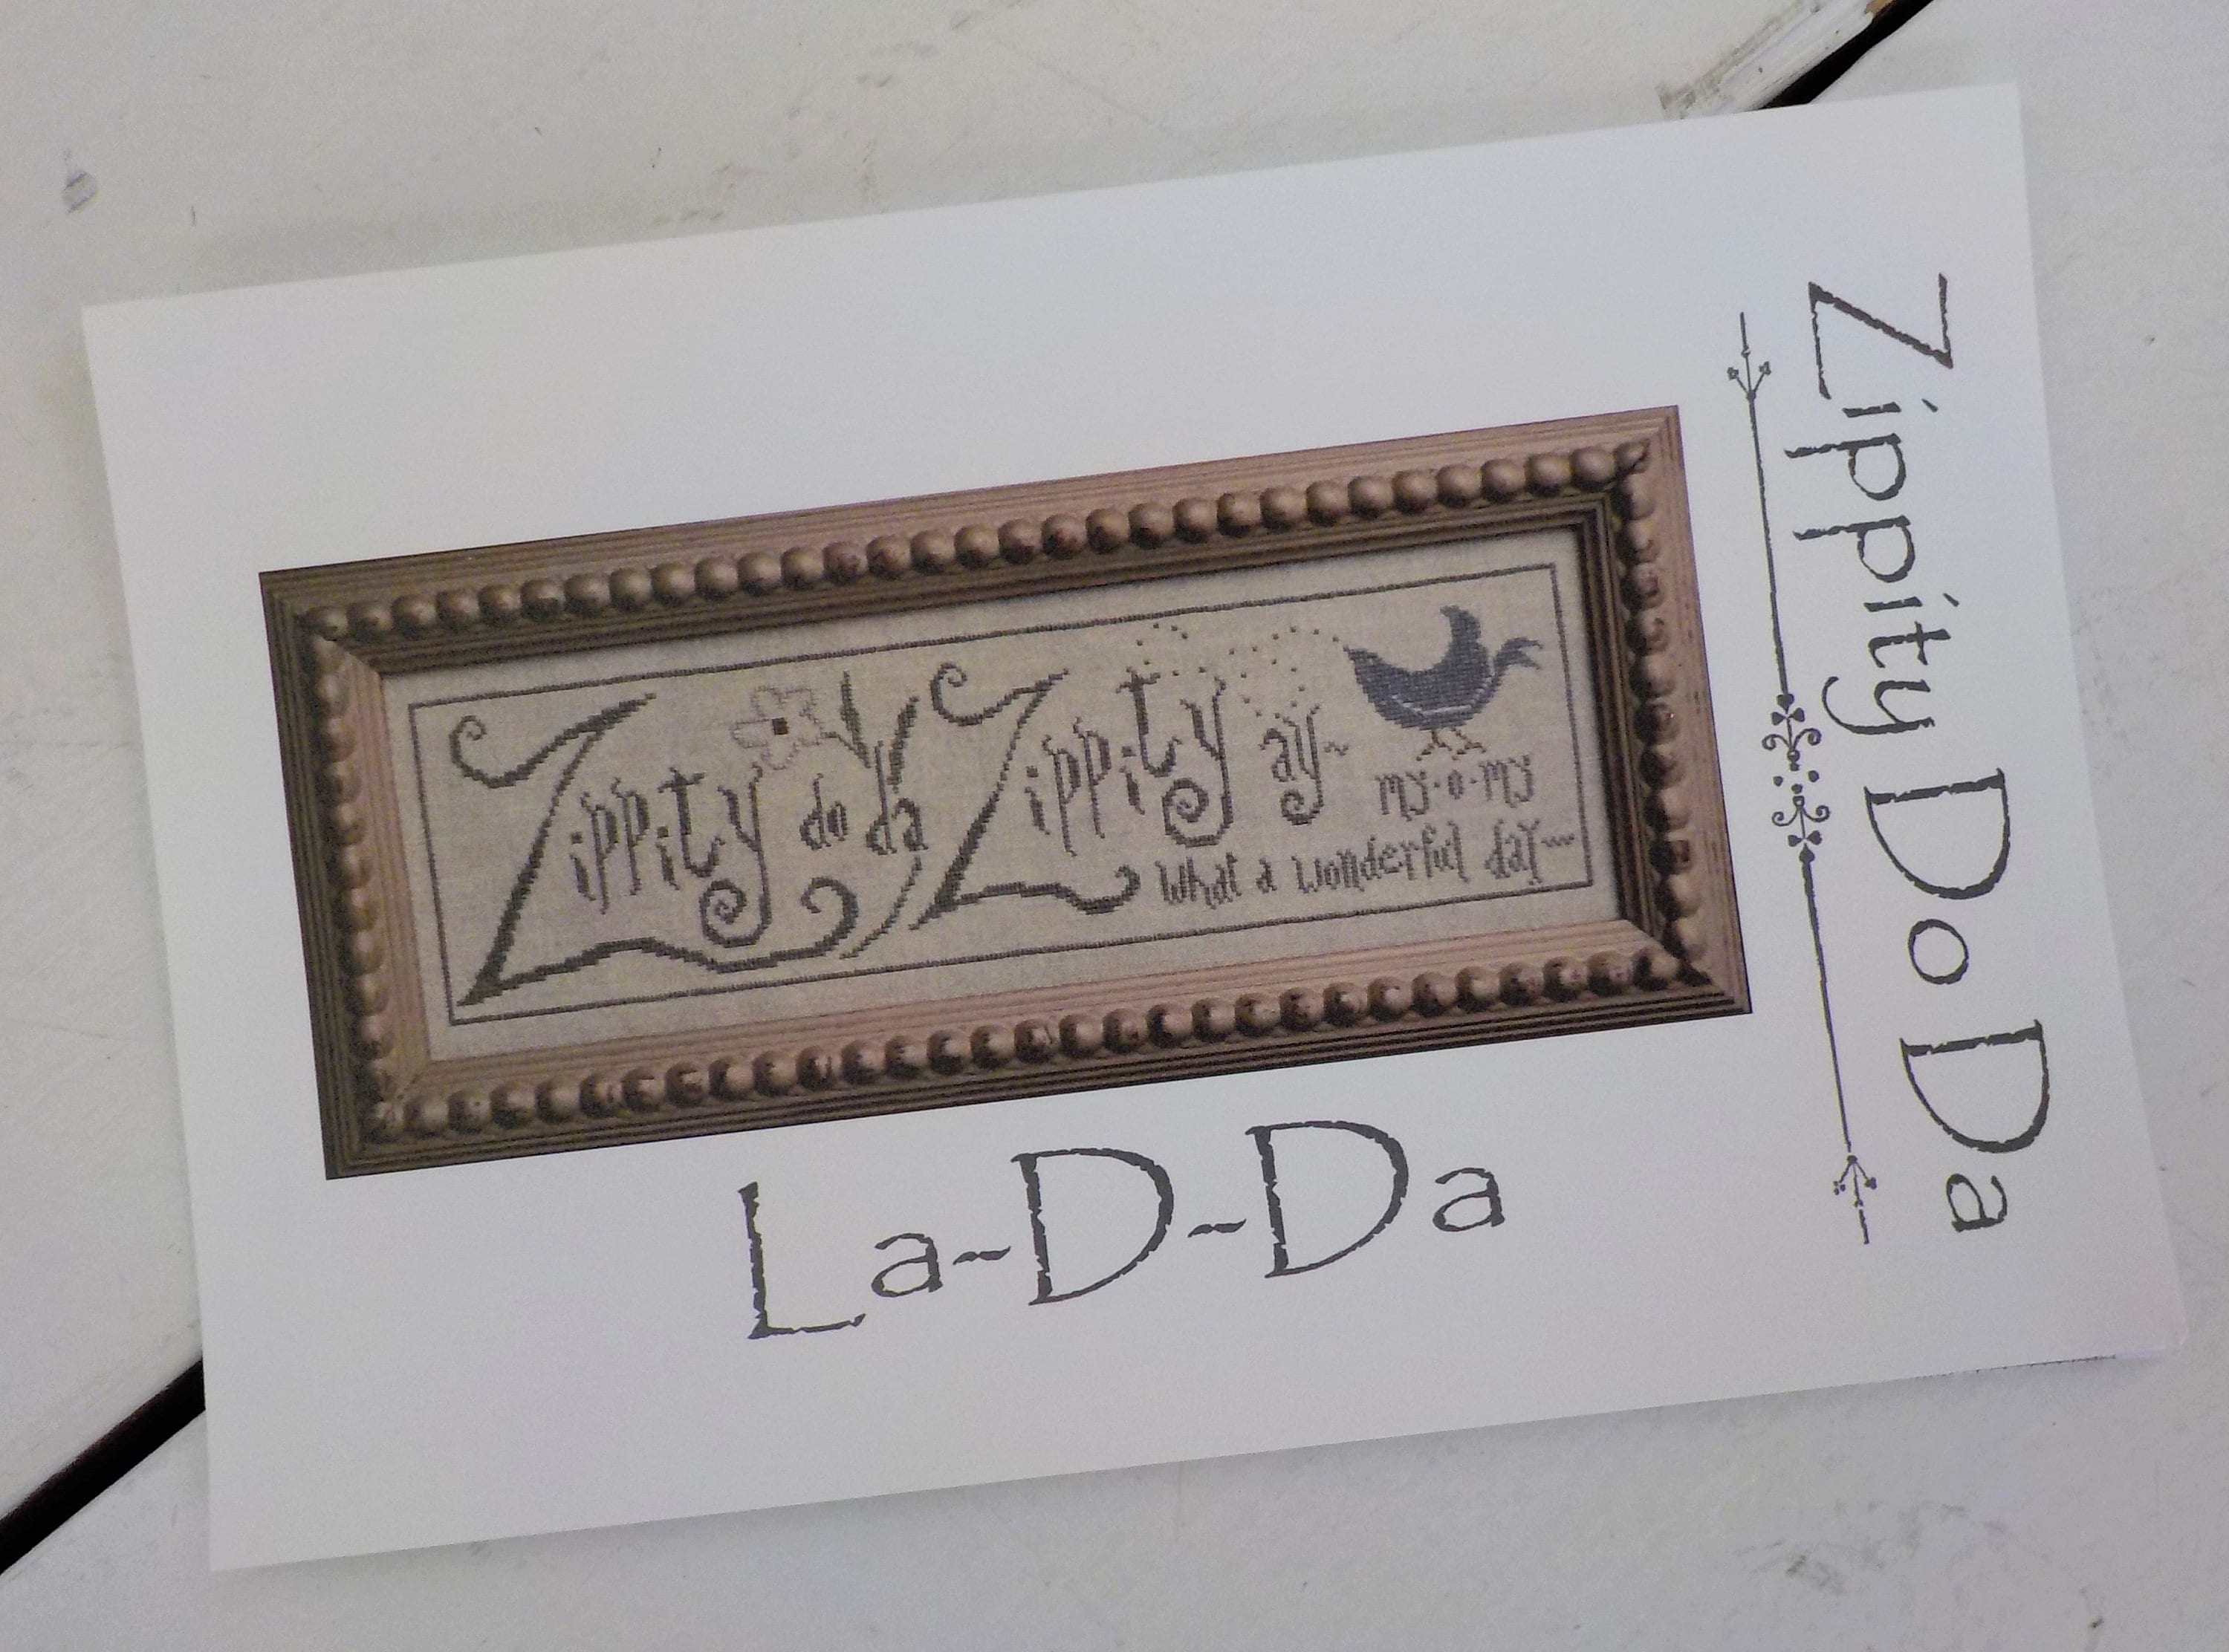 Zippity Do Da
Zippity do da Zippity ay~
my·o·my
What a wonderful day~
La-D-Da